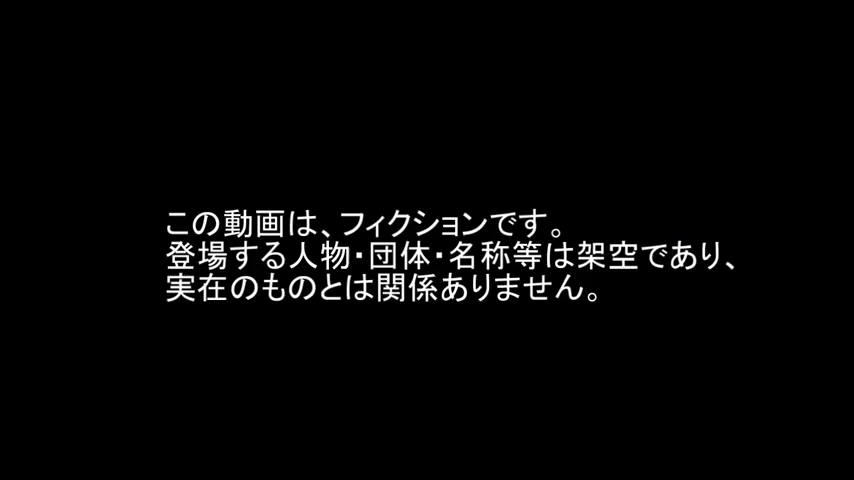 この動画は、フィクションです。
登場する人物・団体・名称等は架空であり、
実在のものとは関係ありません。